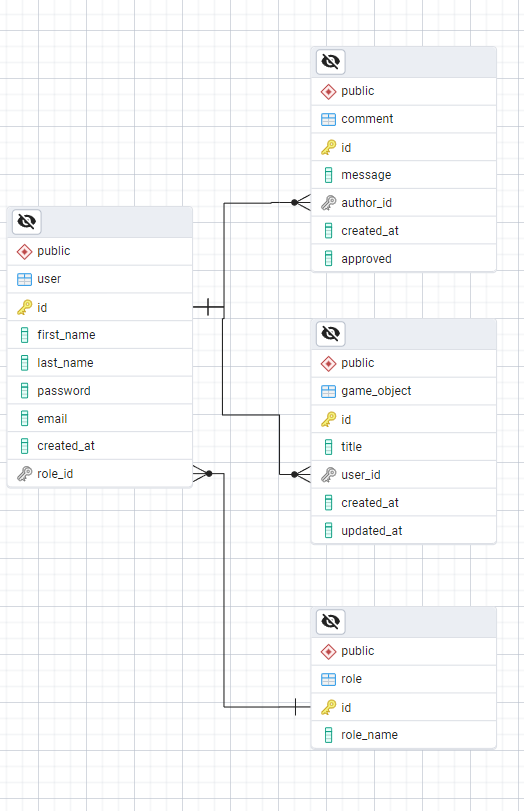 public
comment
id
message
author_id
created_at
approved
public
user
id
first_name
last_name
password
email
created_at
role_id
public
game_object
id
title
user_id
created_at
updated_at
public
role
id
role_name